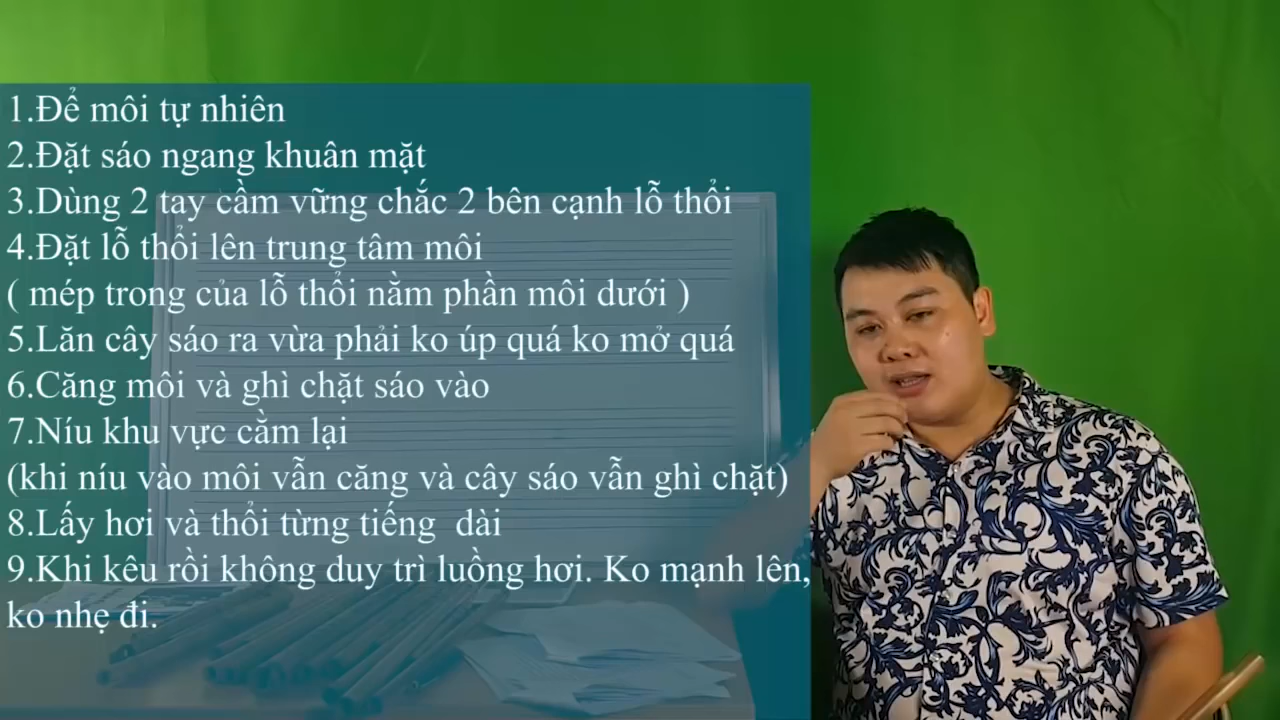 1.Để môi tự nhiên
2.Đặt sáo ngang khuân mặt
3.Dùng 2 tay cầm vững chắc 2 bên cạnh lỗ thổi
4.Đặt lỗ thổi lên trung tâm môi
( mép trong của lỗ thổi nằm phần môi dưới )
5.Lăn cây sáo ra vừa phải ko úp quá ko mở quá
6.Căng môi và ghì chặt sáo vào
7.Níu khu vực cằm lại
(khi níu vào môi vẫn căng và cây sáo vẫn ghì chặt)
8.Lấy hơi và thổi từng tiếng  dài
9.Khi kêu rồi không duy trì luồng hơi. Ko mạnh lên,
ko nhẹ đi.